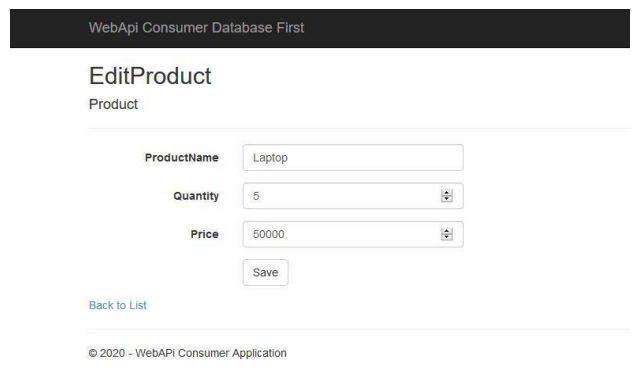 WebApi Consumer Database First
EditProduct
Product
ProductName Laptop
Quantity 5
Price 50000
Save
Back to List
© 2020 - WebAPi Consumer Application